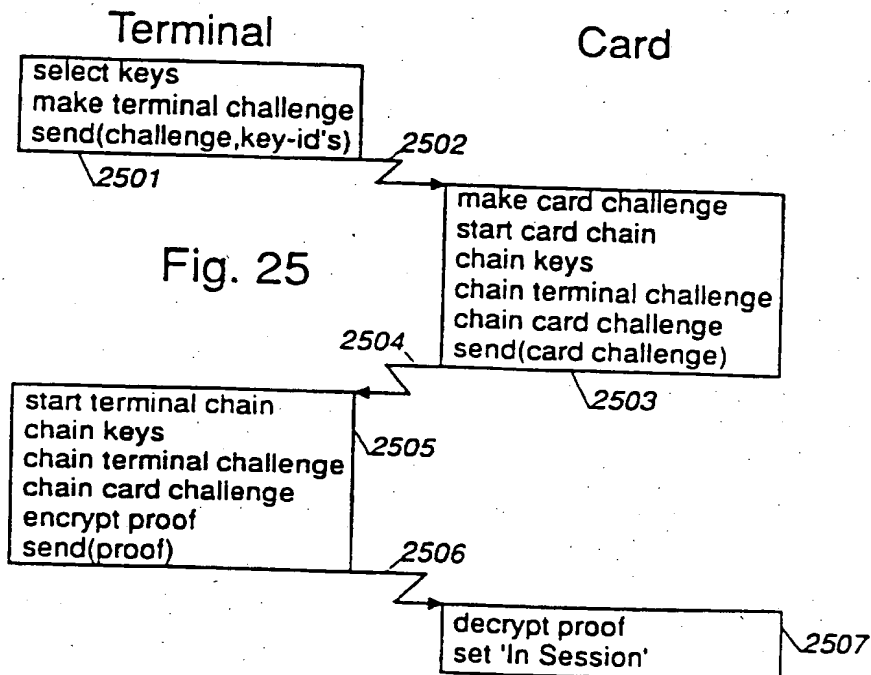 Terminal
Card
select keys
make terminal challenge
send(challenge,key-id's)
2501
2502
make card challenge
start card chain
chain keys
chain terminal challenge
chain card challenge
send(card challenge)
2503
Fig. 25
2504
start terminal chain
chain keys
chain terminal challenge
chain card challenge
encrypt proof
send(proof)
2505
2506
decrypt proof
set 'In Session'
2507